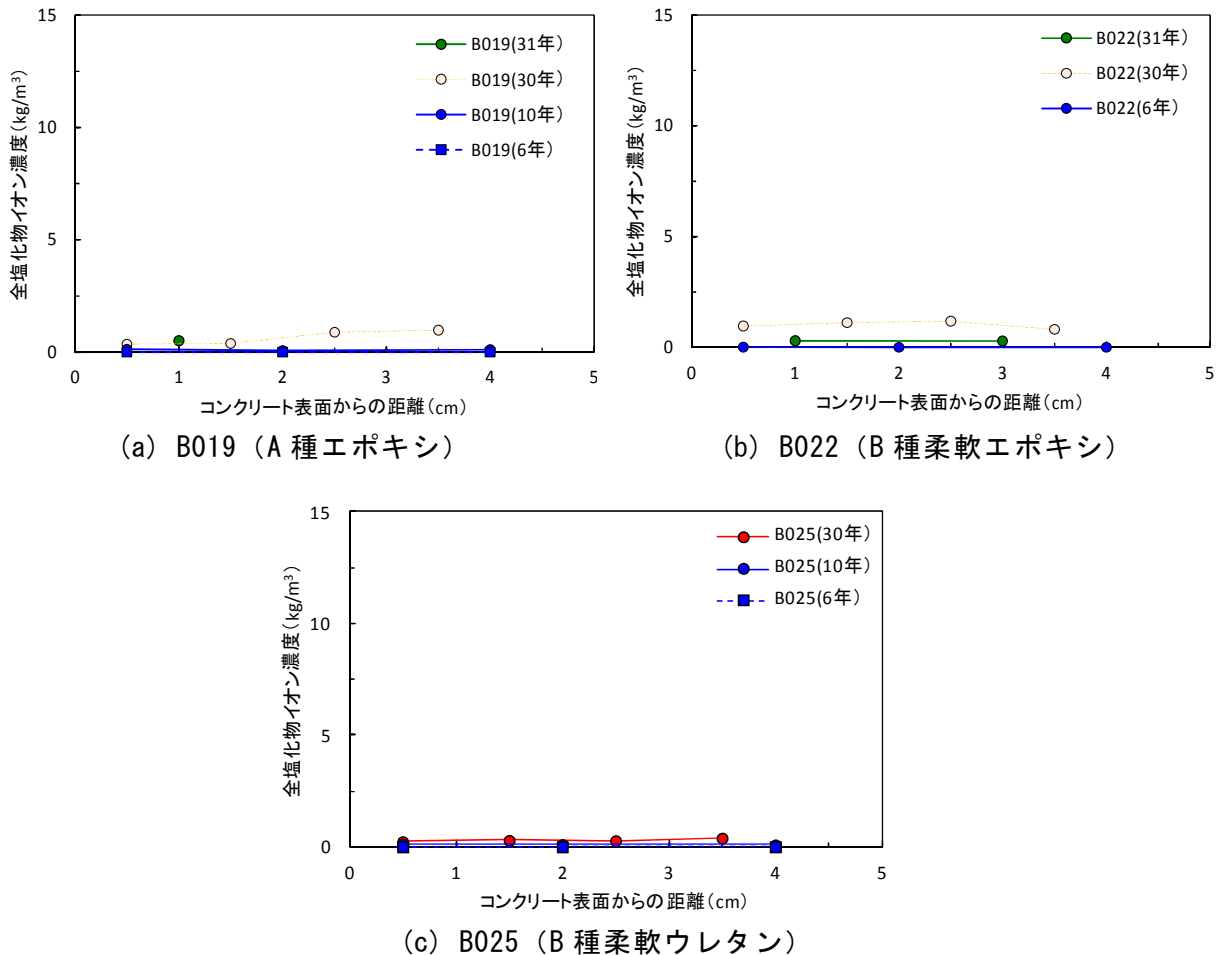 15
10
5
0
全塩化物イオン濃度(kg/m³)
B019(31年)
B019(30年)
B019(10年)
B019(6年)
0 1 2 3 4 5
コンクリート表面からの距離(cm)
(a) B019（A種エポキシ）
15
10
5
0
全塩化物イオン濃度(kg/m³)
B022(31年)
B022(30年)
B022(6年)
0 1 2 3 4 5
コンクリート表面からの距離(cm)
(b) B022（B種柔軟エポキシ）
15
10
5
0
全塩化物イオン濃度(kg/m³)
B025(30年)
B025(10年)
B025(6年)
0 1 2 3 4 5
コンクリート表面からの距離(cm)
(c) B025（B種柔軟ウレタン）